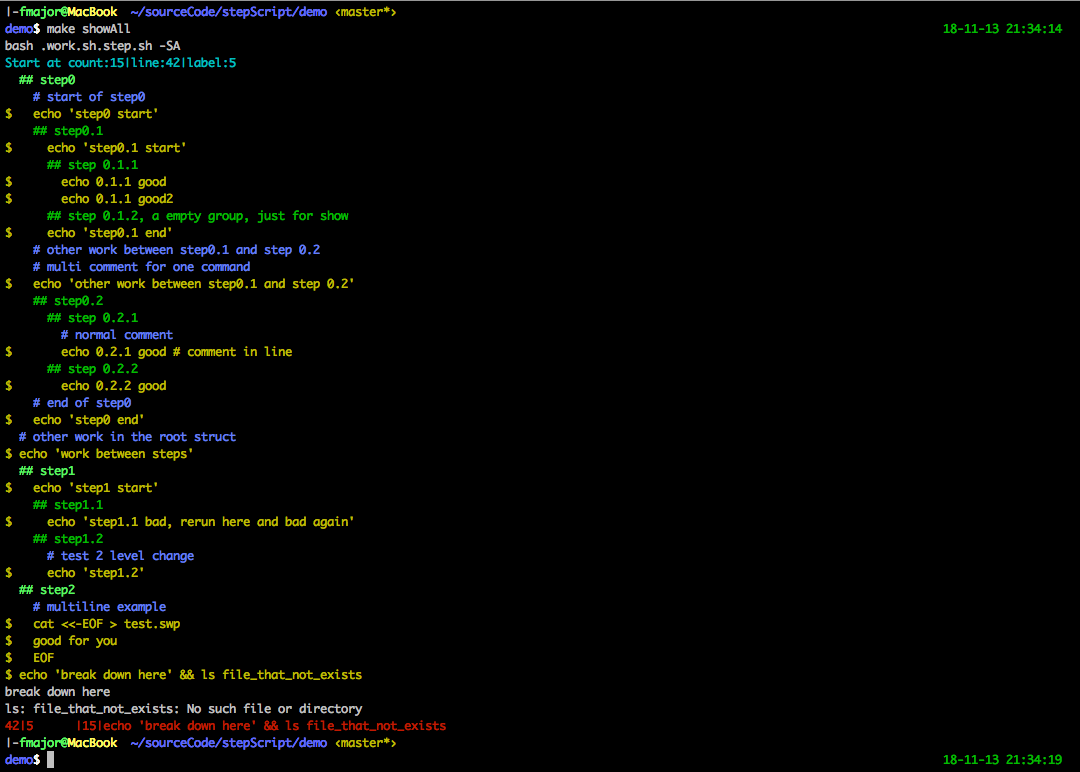 |-fmajor@MacBook  ~/sourceCode/stepScript/demo ‹master*›
demo$ make showAll 18-11-13 21:34:14
bash .work.sh.step.sh -SA
Start at count:15|line:42|label:5
  ## step0
    # start of step0
$   echo 'step0 start'
    ## step0.1
$     echo 'step0.1 start'
      ## step 0.1.1
$       echo 0.1.1 good
$       echo 0.1.1 good2
      ## step 0.1.2, a empty group, just for show
$     echo 'step0.1 end'
    # other work between step0.1 and step 0.2
    # multi comment for one command
$   echo 'other work between step0.1 and step 0.2'
    ## step0.2
      ## step 0.2.1
        # normal comment
$       echo 0.2.1 good # comment in line
      ## step 0.2.2
$       echo 0.2.2 good
    # end of step0
$   echo 'step0 end'
  # other work in the root struct
$ echo 'work between steps'
  ## step1
$   echo 'step1 start'
    ## step1.1
$     echo 'step1.1 bad, rerun here and bad again'
    ## step1.2
      # test 2 level change
$     echo 'step1.2'
  ## step2
    # multiline example
$   cat <<-EOF > test.swp
$   good for you
$   EOF
$ echo 'break down here' && ls file_that_not_exists
break down here
ls: file_that_not_exists: No such file or directory
42|5      |15|echo 'break down here' && ls file_that_not_exists
|-fmajor@MacBook  ~/sourceCode/stepScript/demo ‹master*›
demo$ 18-11-13 21:34:19